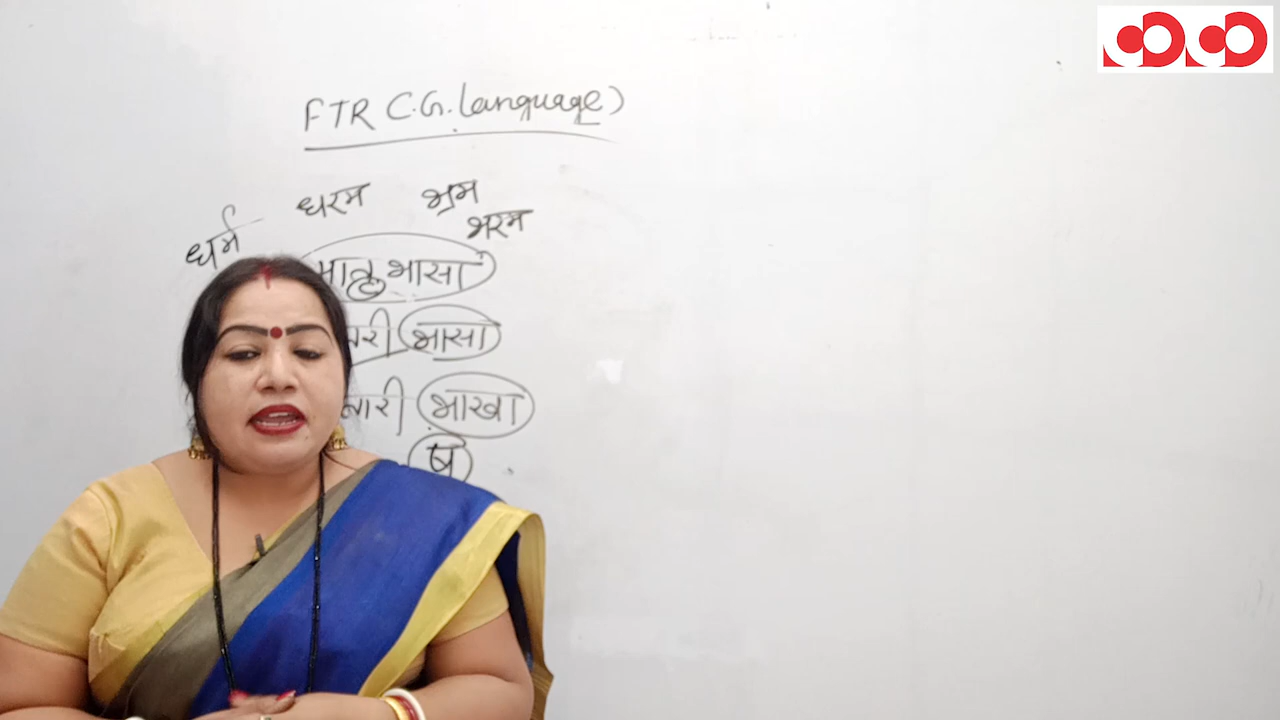 FTR C.G. Language)
धरम भ्रम
भरम
धर्म
मातृभासा
भासा
भाखा
ष